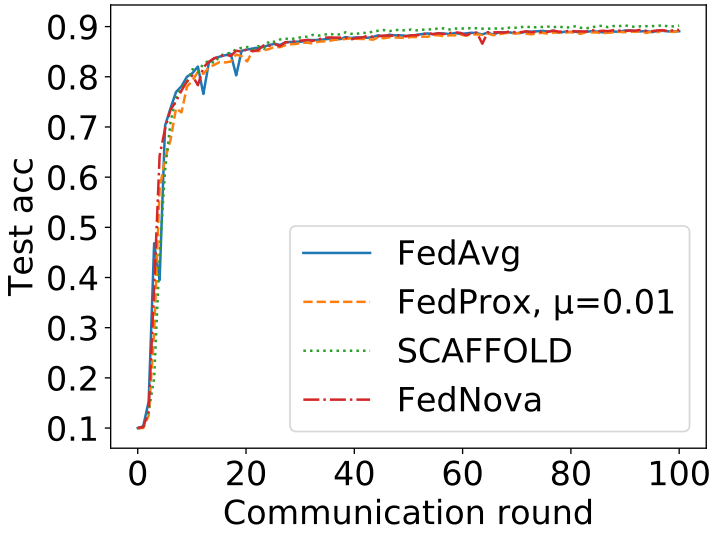 0.9
0.8
0.7
0.6
0.5
0.4
0.3
0.2
0.1
Test acc
FedAvg
FedProx, μ=0.01
SCAFFOLD
FedNova
0 20 40 60 80 100
Communication round